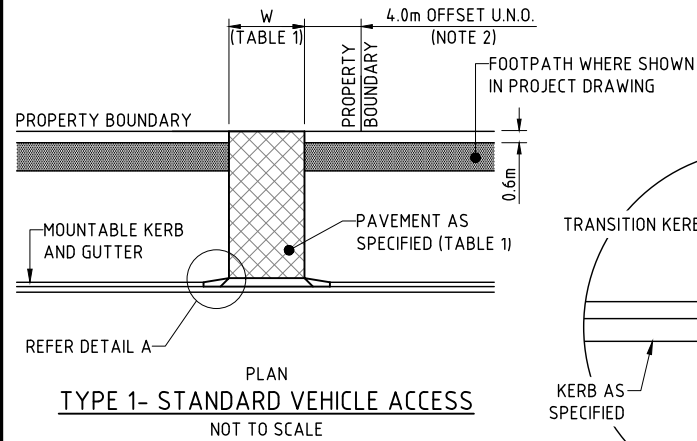 W
(TABLE 1)
4.0m OFFSET U.N.O.
(NOTE 2)
PROPERTY
BOUNDARY
FOOTPATH WHERE SHOWN
IN PROJECT DRAWING
PROPERTY BOUNDARY
0.6m
MOUNTABLE KERB
AND GUTTER
PAVEMENT AS
SPECIFIED (TABLE 1)
TRANSITION KERB
REFER DETAIL A
PLAN
TYPE 1- STANDARD VEHICLE ACCESS
NOT TO SCALE
KERB AS
SPECIFIED